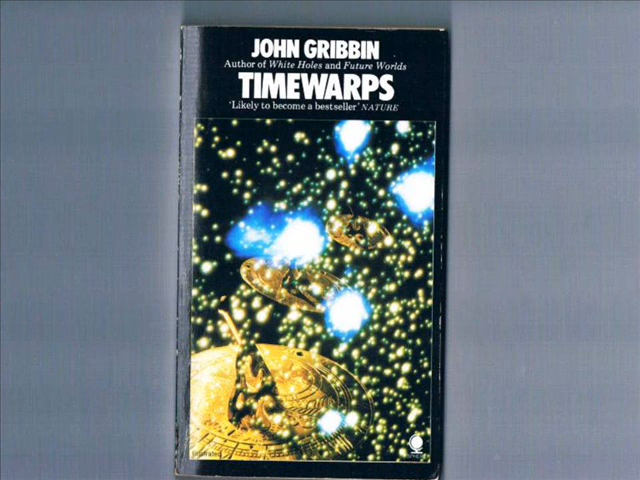 JOHN GRIBBIN
Author of White Holes and Future Worlds
TIMEWARPS
'Likely to become a bestseller' NATURE